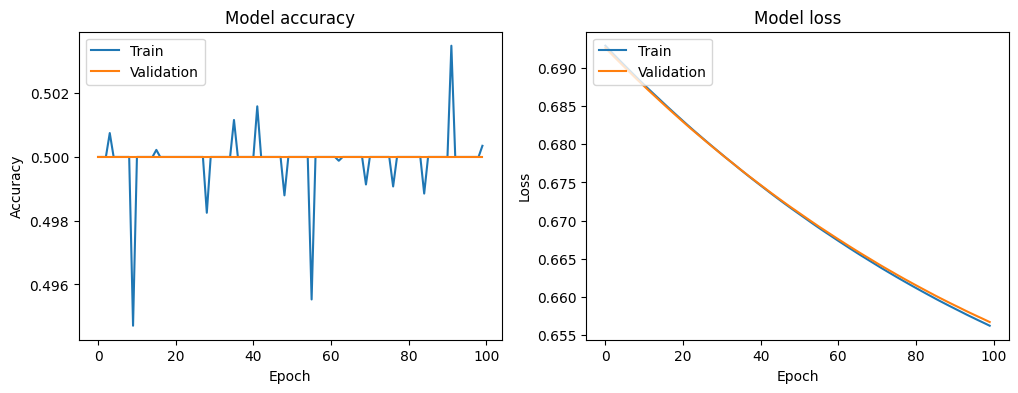 Model accuracy
Train
Validation
0.502
0.500
0.498
0.496
Accuracy
0 20 40 60 80 100
Epoch
Model loss
Train
Validation
0.690
0.685
0.680
0.675
0.670
0.665
0.660
0.655
Loss
0 20 40 60 80 100
Epoch